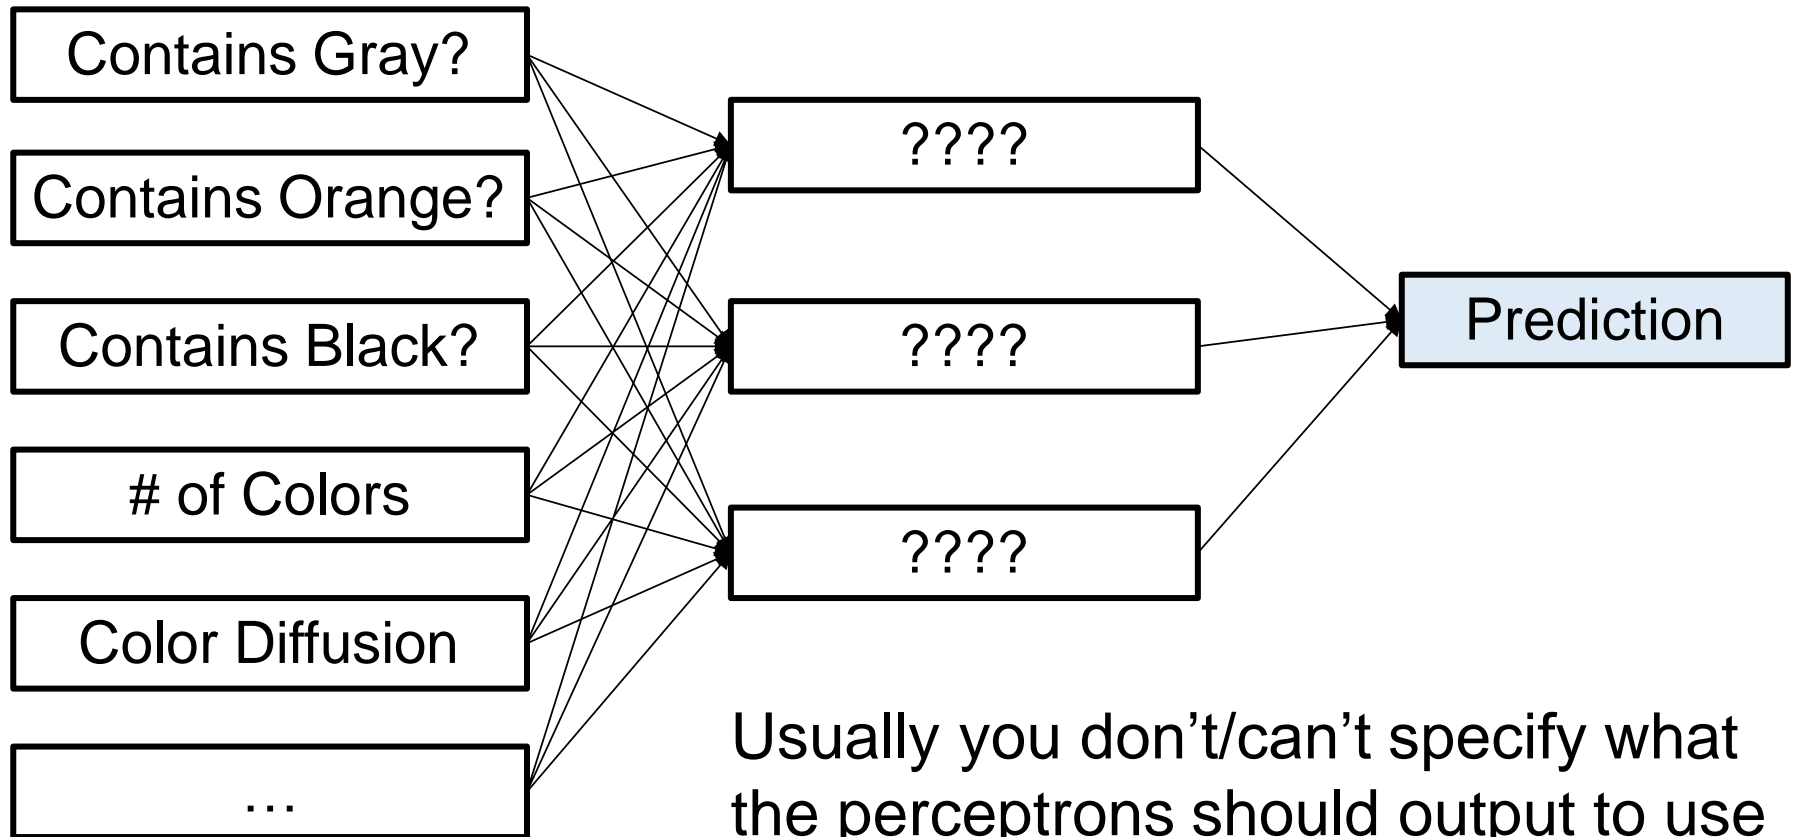 Contains Gray?
Contains Orange?
Contains Black?
# of Colors
Color Diffusion
…
????
????
????
Prediction
Usually you don’t/can’t specify what
the perceptrons should output to use